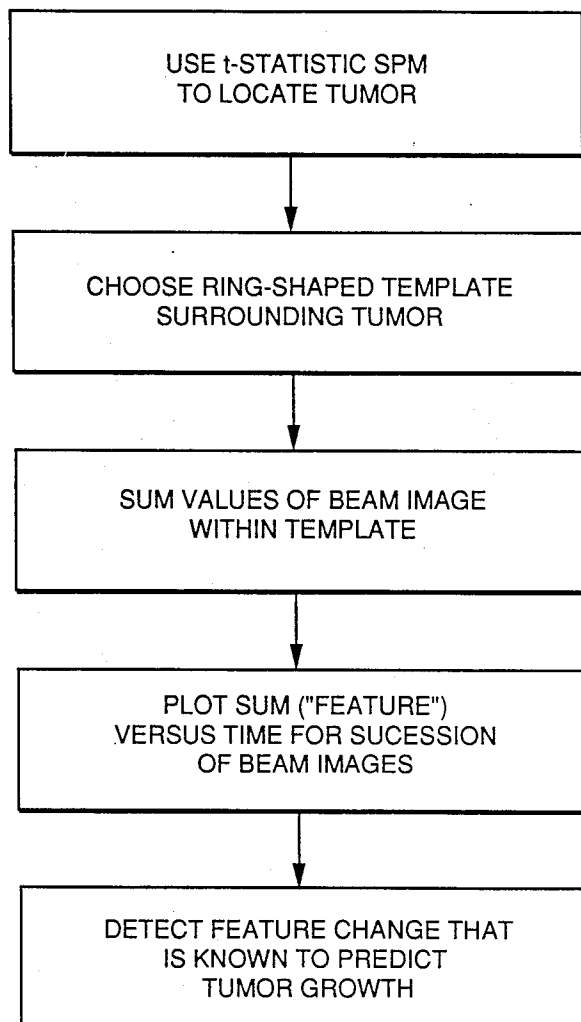 USE t-STATISTIC SPM
TO LOCATE TUMOR
CHOOSE RING-SHAPED TEMPLATE
SURROUNDING TUMOR
SUM VALUES OF BEAM IMAGE
WITHIN TEMPLATE
PLOT SUM ("FEATURE")
VERSUS TIME FOR SUCESSION
OF BEAM IMAGES
DETECT FEATURE CHANGE THAT
IS KNOWN TO PREDICT
TUMOR GROWTH